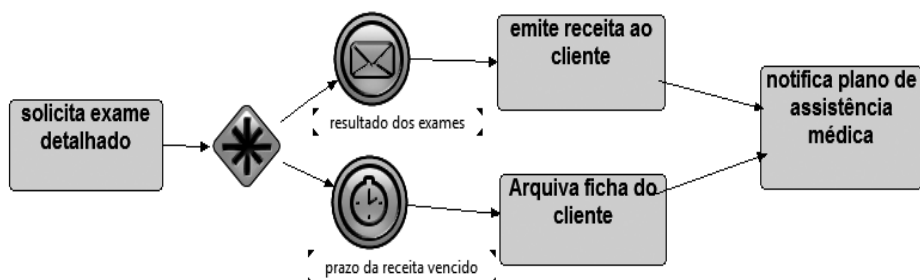 solicita exame
detalhado
resultado dos exames
prazo da receita vencido
emite receita ao
cliente
Arquiva ficha do
cliente
notifica plano de
assistência
médica